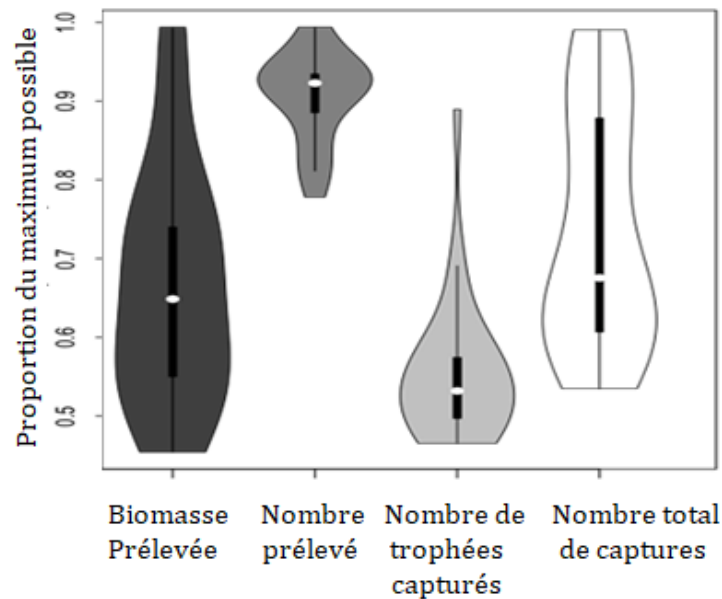 Proportion du maximum possible
1.0
0.9
0.8
0.7
0.6
0.5
Biomasse
Prélevée
Nombre
prélevé
Nombre de
trophées
capturés
Nombre total
de captures